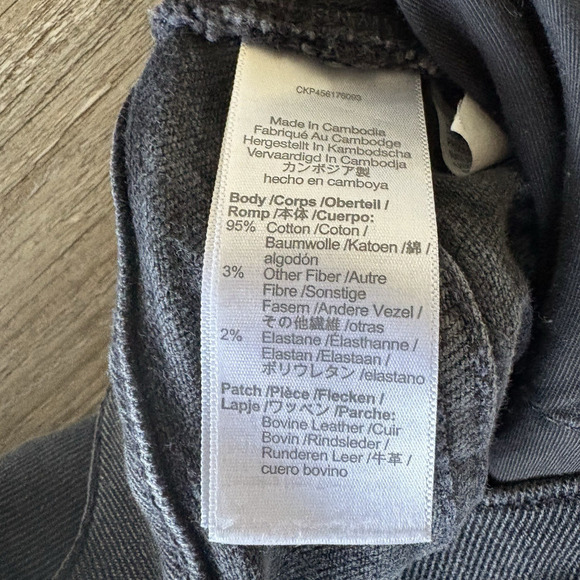 CKP456176093
Made In Cambodia
Fabriqué Au Cambodge
Hergestellt In Kambodscha
Vervaardigd In Cambodja
カンボジア製
hecho en camboya
Body /Corps /Oberteil /
Romp /本体 /Cuerpo:
95% Cotton /Coton /
Baumwolle /Katoen /綿 /
algodón
3% Other Fiber /Autre
Fibre /Sonstige
Fasern /Andere Vezel /
その他繊維 /otras
2% Elastane /Élasthanne /
Elastan /Elastaan /
ポリウレタン /elastano
Patch /Pièce /Flecken /
Lapje /ワッペン /Parche:
Bovine Leather /Cuir
Bovin /Rindsleder /
Runderen Leer /牛革 /
cuero bovino